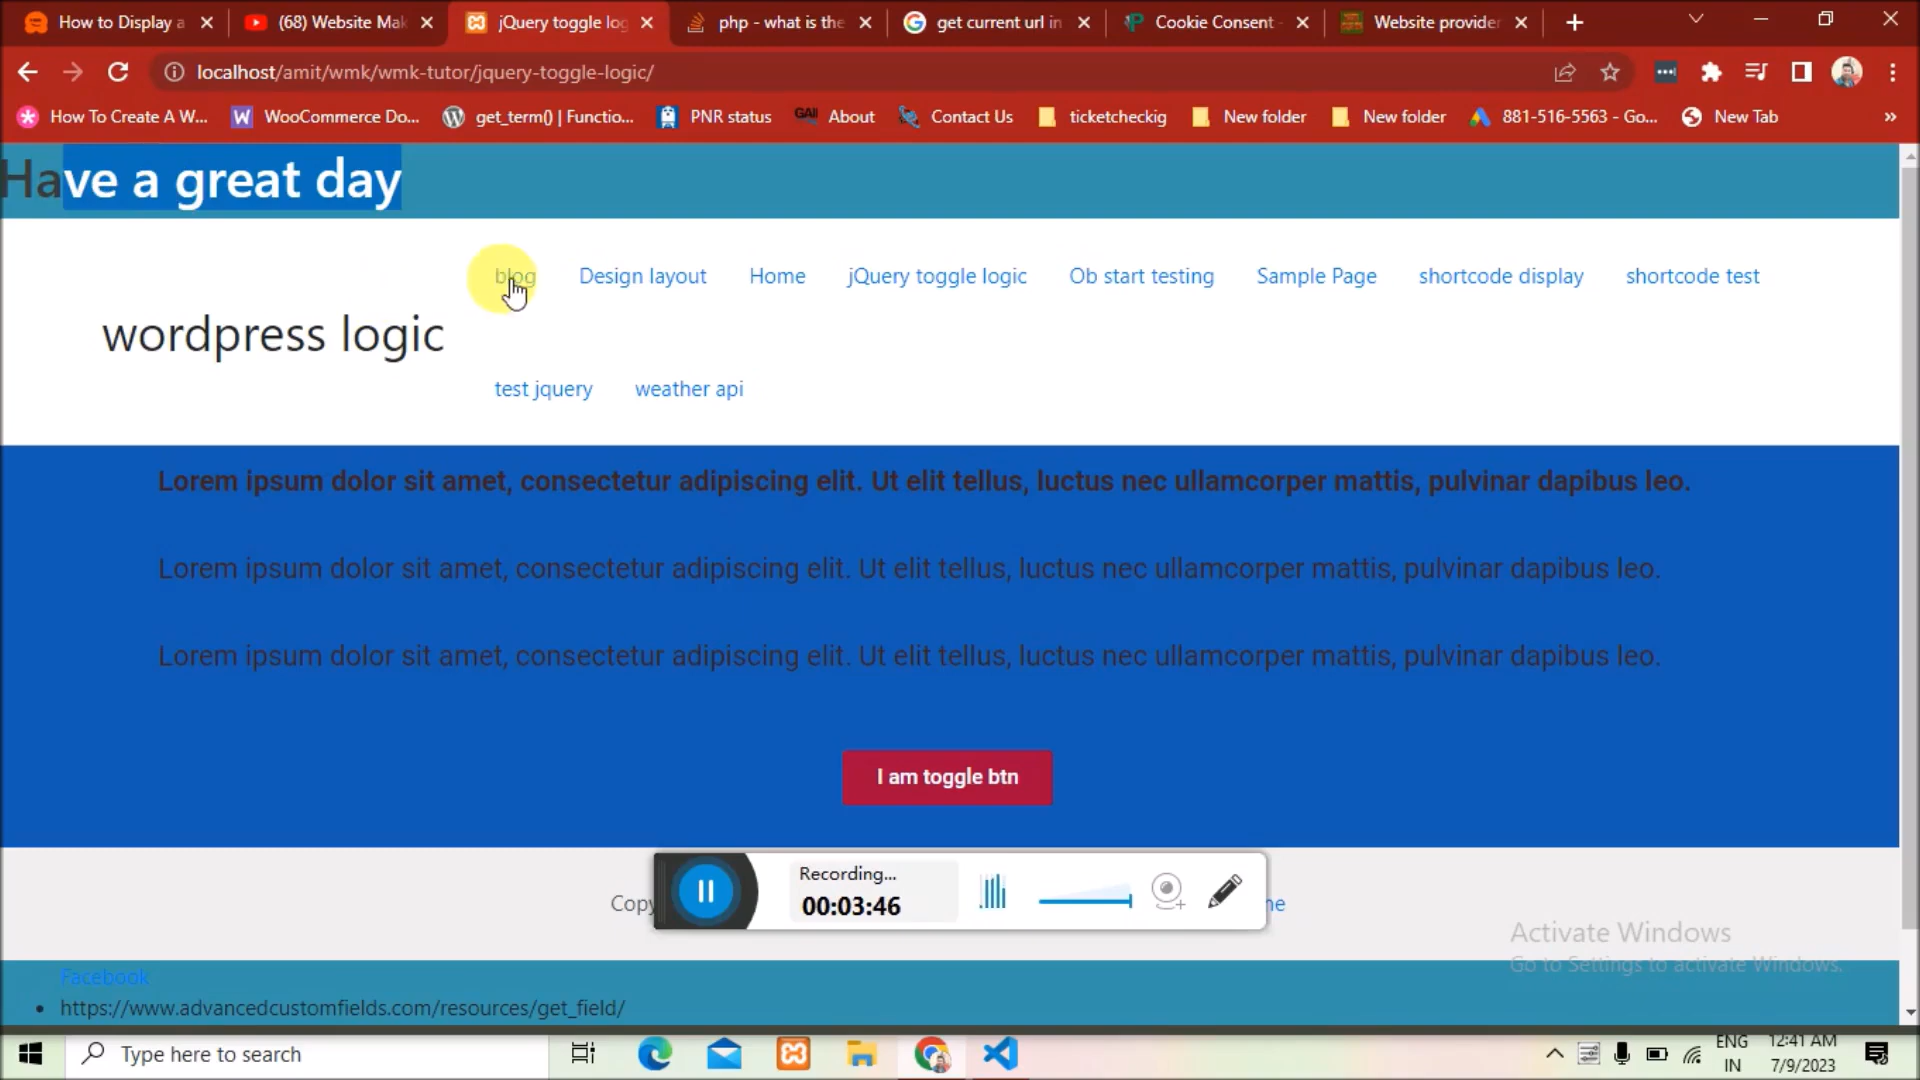 How to Display a
(68) Website Mak
jQuery toggle log
php - what is the
get current url in
Cookie Consent -
Website provider
localhost/amit/wmk/wmk-tutor/jquery-toggle-logic/
How To Create A W...
WooCommerce Do...
get_term() | Functio...
PNR status
About
Contact Us
ticketcheckig
New folder
New folder
881-516-5563 - Go...
New Tab
Have a great day
blog
Design layout
Home
jQuery toggle logic
Ob start testing
Sample Page
shortcode display
shortcode test
wordpress logic
test jquery
weather api
Lorem ipsum dolor sit amet, consectetur adipiscing elit. Ut elit tellus, luctus nec ullamcorper mattis, pulvinar dapibus leo.
Lorem ipsum dolor sit amet, consectetur adipiscing elit. Ut elit tellus, luctus nec ullamcorper mattis, pulvinar dapibus leo.
Lorem ipsum dolor sit amet, consectetur adipiscing elit. Ut elit tellus, luctus nec ullamcorper mattis, pulvinar dapibus leo.
I am toggle btn
Recording...
00:03:46
Activate Windows
Go to Settings to activate Windows.
Facebook
https://www.advancedcustomfields.com/resources/get_field/
Type here to search
ENG
IN
12:41 AM
7/9/2023